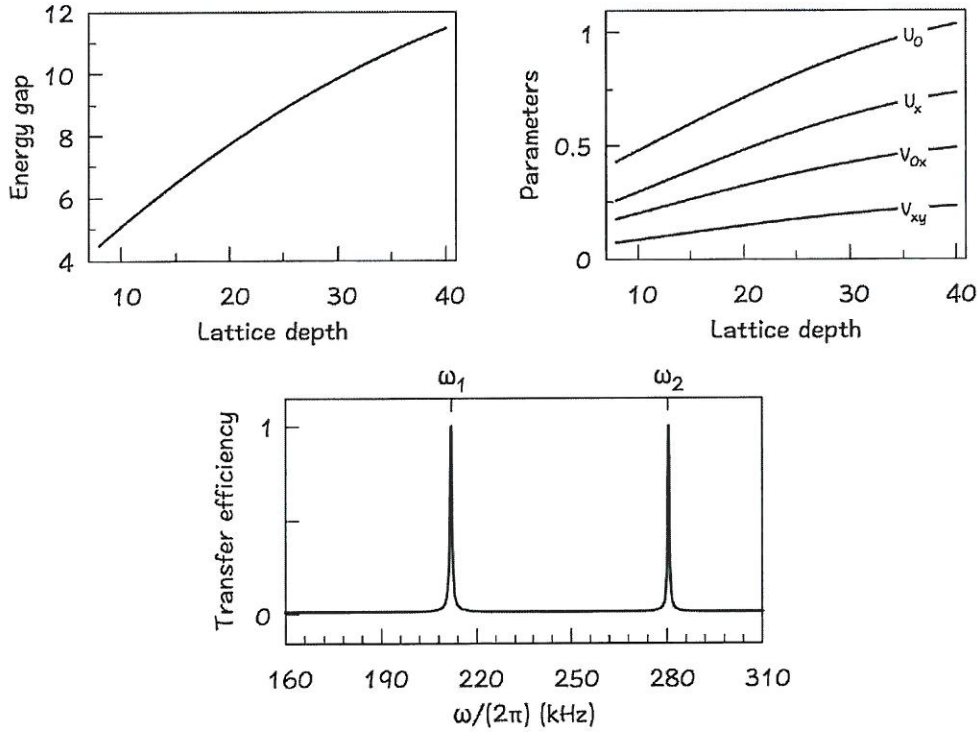 12
10
8
6
4
Energy gap
10
20
30
40
Lattice depth
1
0.5
0
Parameters
U₀
Uₓ
V₀ₓ
Vₓᵧ
10
20
30
40
Lattice depth
ω₁
ω₂
1
0
Transfer efficiency
160
190
220
250
280
310
ω/(2π) (kHz)